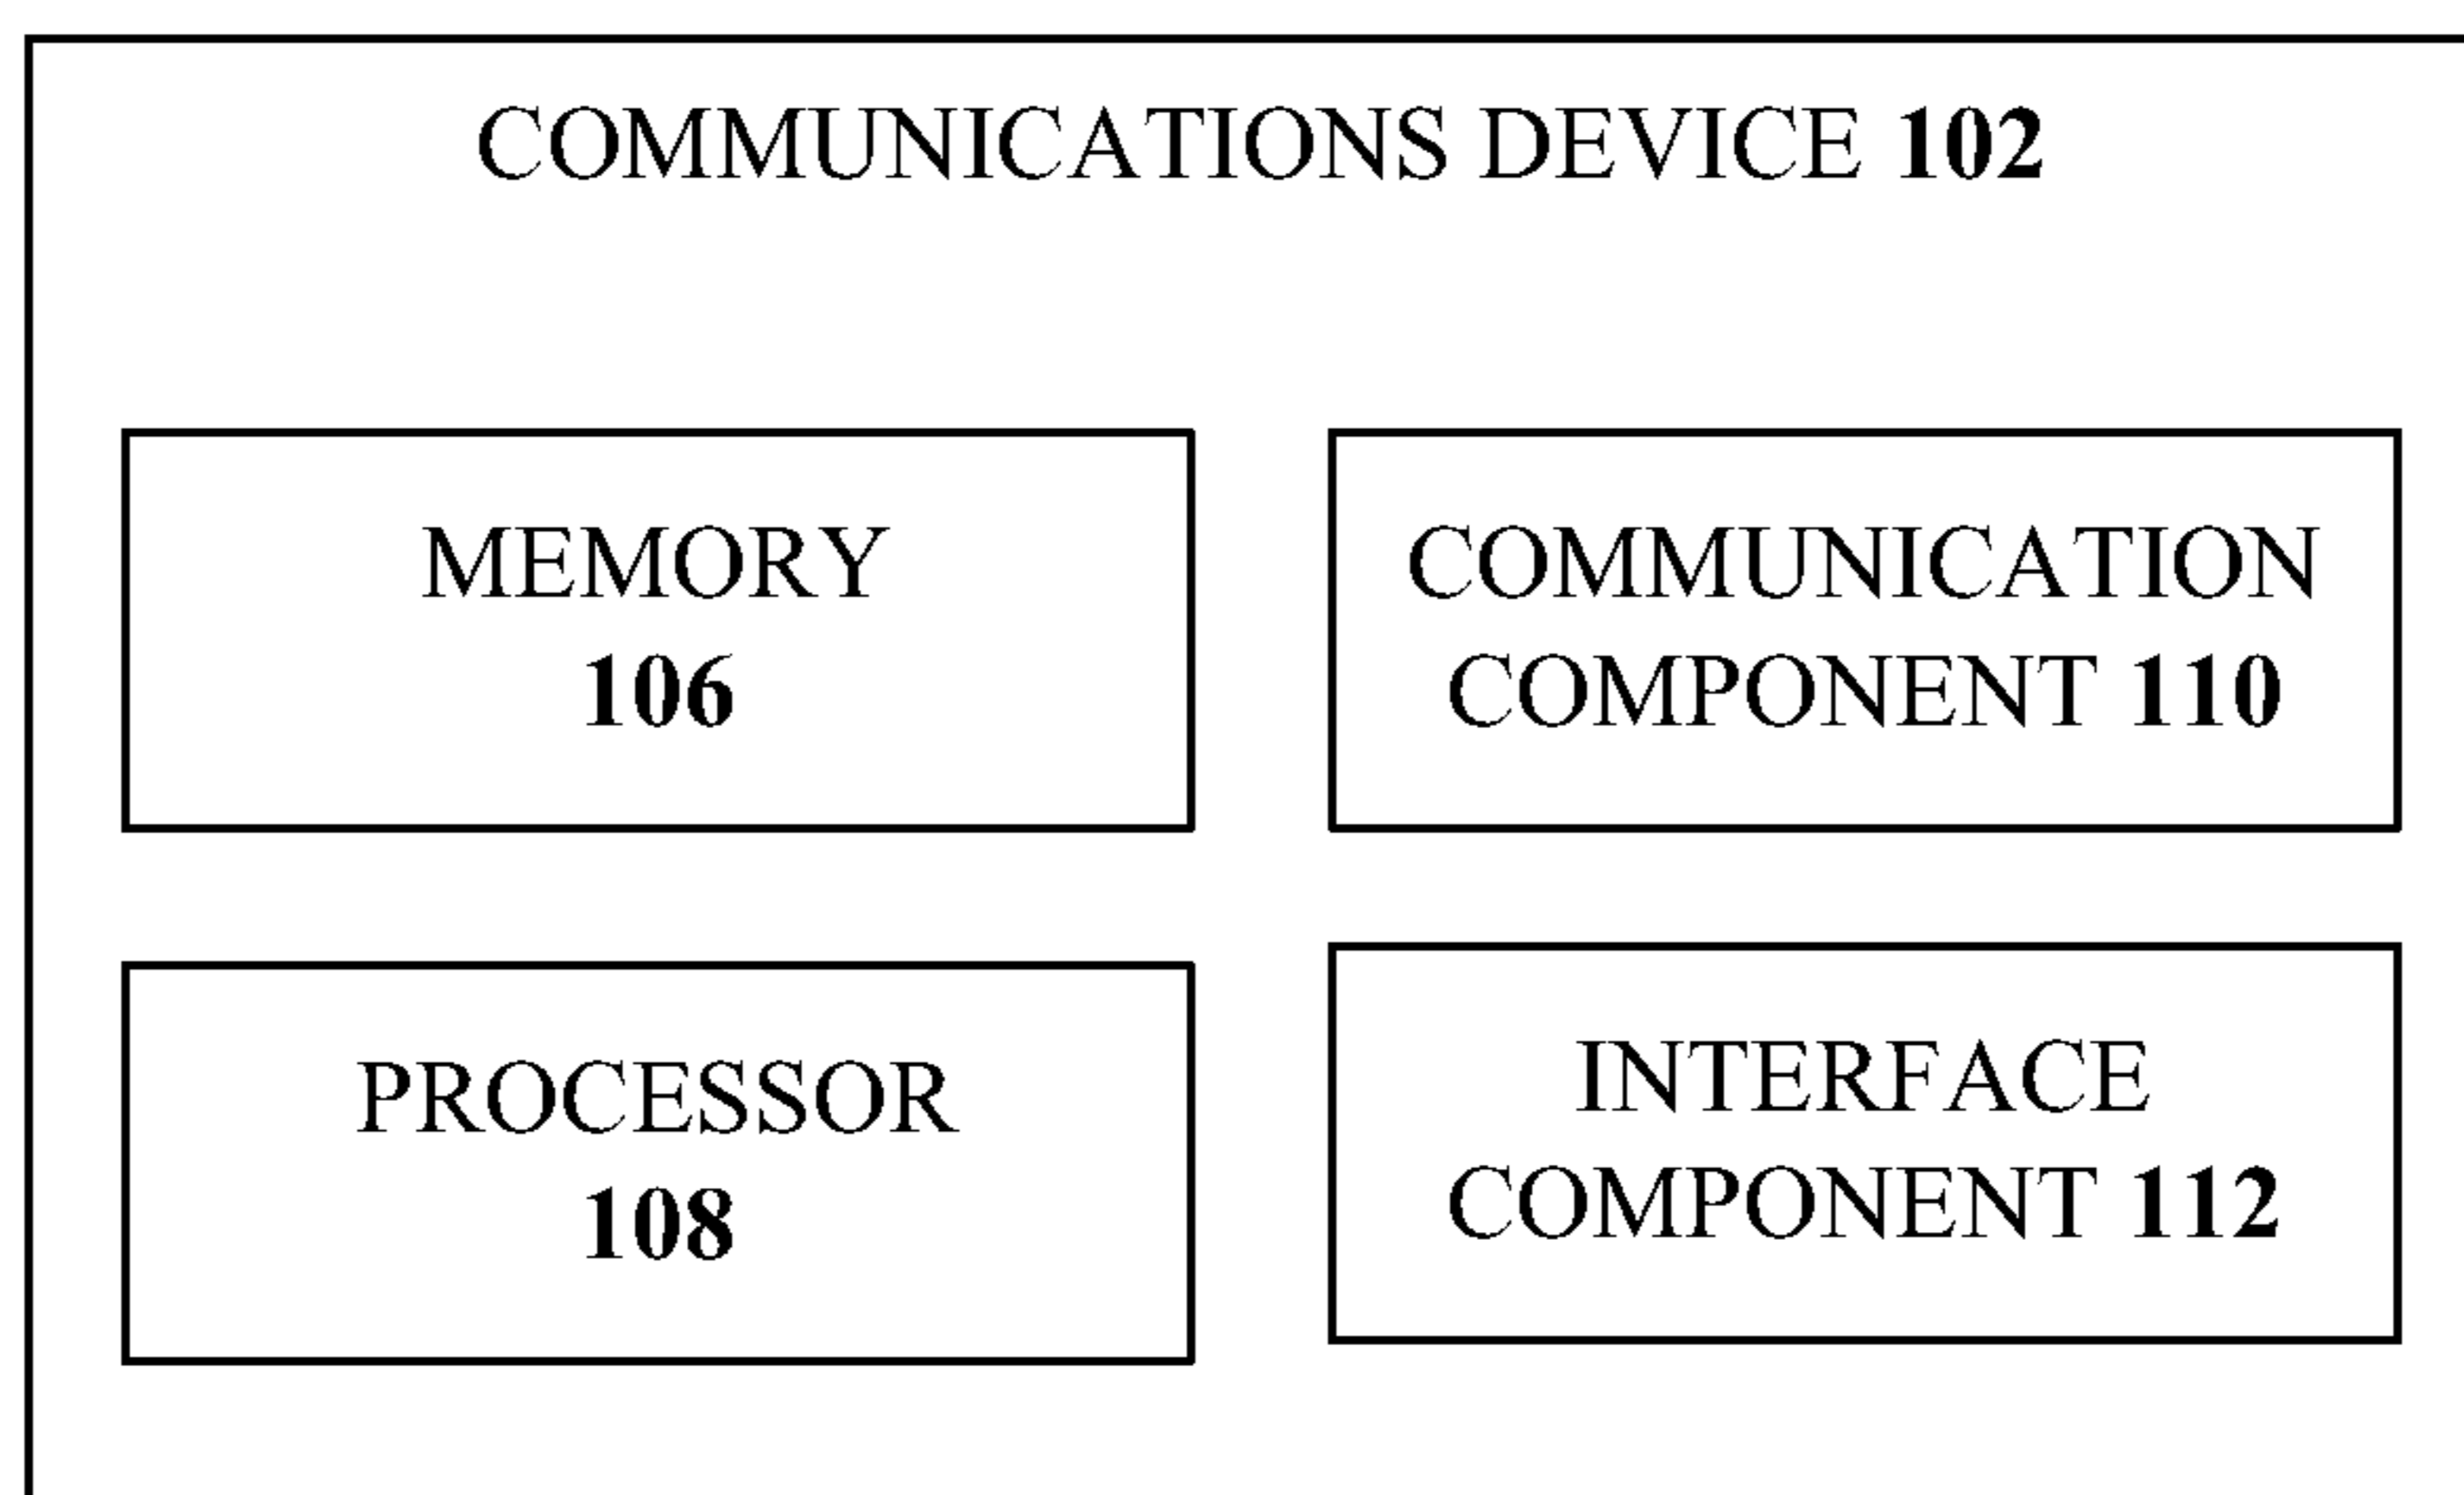 COMMUNICATIONS DEVICE 102
MEMORY
106
COMMUNICATION
COMPONENT 110
PROCESSOR
108
INTERFACE
COMPONENT 112